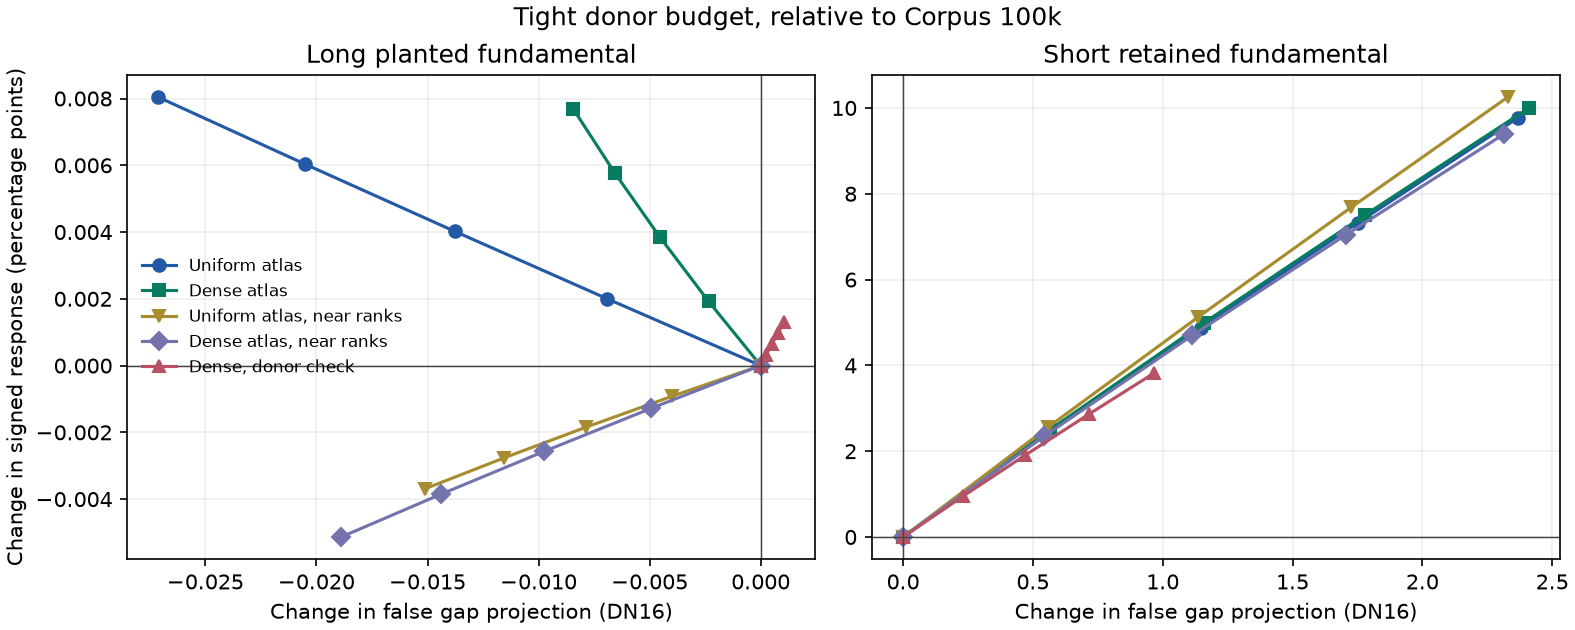 Tight donor budget, relative to Corpus 100k
Long planted fundamental
Change in signed response (percentage points)
0.008
0.006
0.004
0.002
0.000
−0.002
−0.004
Uniform atlas
Dense atlas
Uniform atlas, near ranks
Dense atlas, near ranks
Dense, donor check
−0.025 −0.020 −0.015 −0.010 −0.005 0.000
Change in false gap projection (DN16)
Short retained fundamental
10
8
6
4
2
0
0.0 0.5 1.0 1.5 2.0 2.5
Change in false gap projection (DN16)